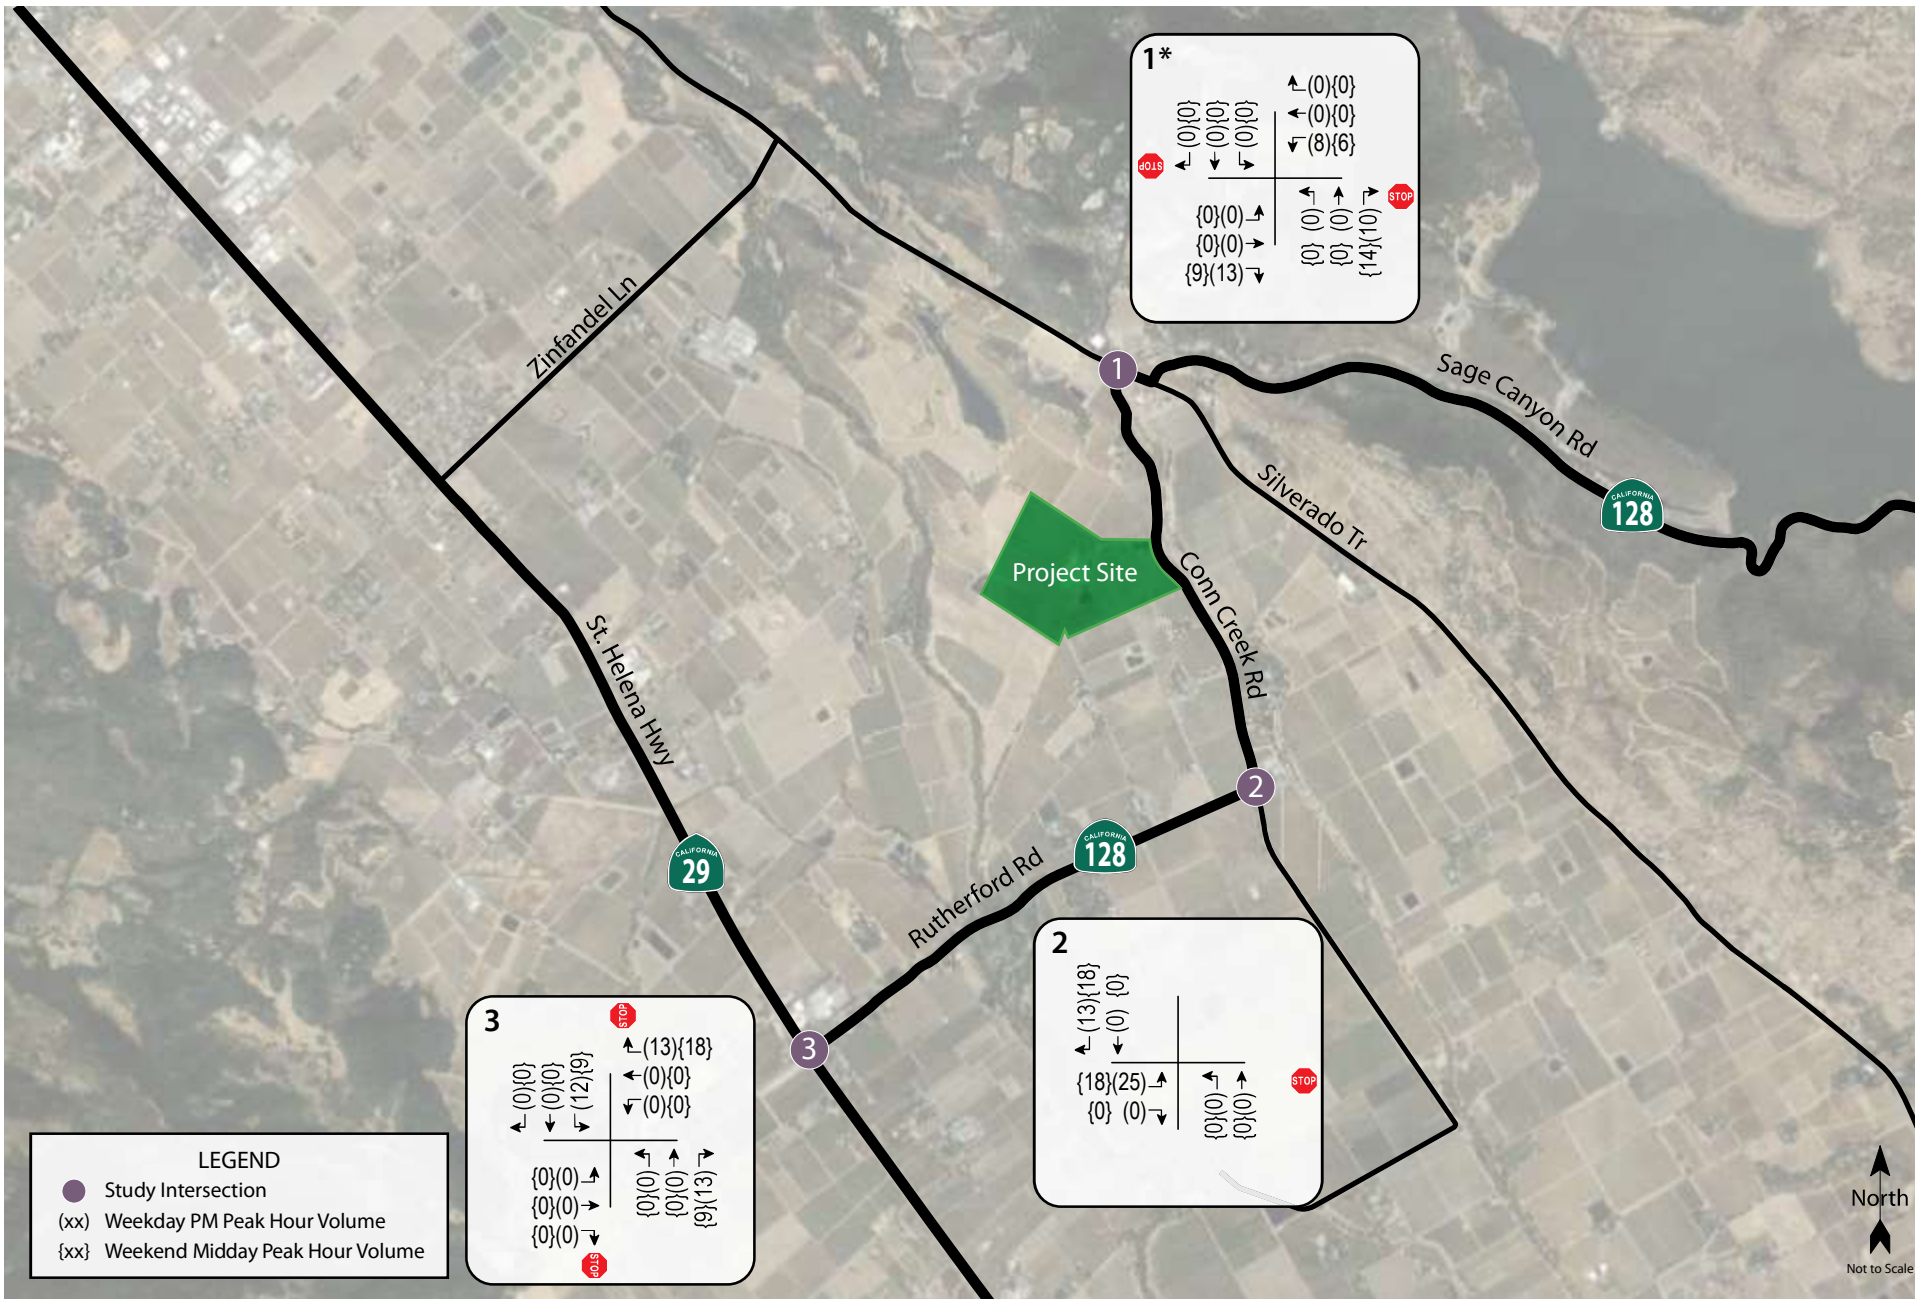 1*
(0){0}
(0){0}
(8){6}
(0){0}
(0){0}
(0){0}
STOP
STOP
{0}(0)
{0}(0)
{9}(13)
{0} (0)
{0} (0)
{14}(10)
Zinfandel Ln
1
Sage Canyon Rd
CALIFORNIA
128
Silverado Tr
Project Site
Conn Creek Rd
St. Helena Hwy
2
CALIFORNIA
128
CALIFORNIA
29
Rutherford Rd
2
(13){18}
(0) {0}
{18}(25)
{0} (0)
{0}(0)
{0}(0)
STOP
3
3
STOP
(13){18}
(0){0}
(0){0}
(0){0}
(0){0}
(12){9}
{0}(0)
{0}(0)
{0}(0)
{0}(0)
{0}(0)
{9}(13)
STOP
LEGEND
Study Intersection
(xx) Weekday PM Peak Hour Volume
{xx} Weekend Midday Peak Hour Volume
North
Not to Scale